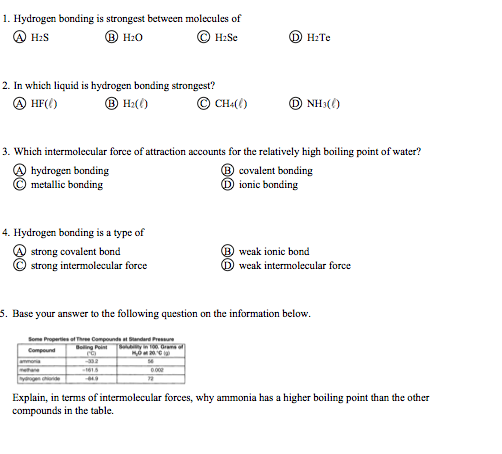 1. Hydrogen bonding is strongest between molecules of
A H2S B H2O C H2Se D H2Te
2. In which liquid is hydrogen bonding strongest?
A HF(ℓ) B H2(ℓ) C CH4(ℓ) D NH3(ℓ)
3. Which intermolecular force of attraction accounts for the relatively high boiling point of water?
A hydrogen bonding B covalent bonding
C metallic bonding D ionic bonding
4. Hydrogen bonding is a type of
A strong covalent bond B weak ionic bond
C strong intermolecular force D weak intermolecular force
5. Base your answer to the following question on the information below.
Some Properties of Three Compounds at Standard Pressure
Compound Boiling Point (°C) Solubility in 100. Grams of H2O at 20.°C (g)
ammonia -33.2 56
methane -161.5 0.002
hydrogen chloride -84.9 72
Explain, in terms of intermolecular forces, why ammonia has a higher boiling point than the other
compounds in the table.